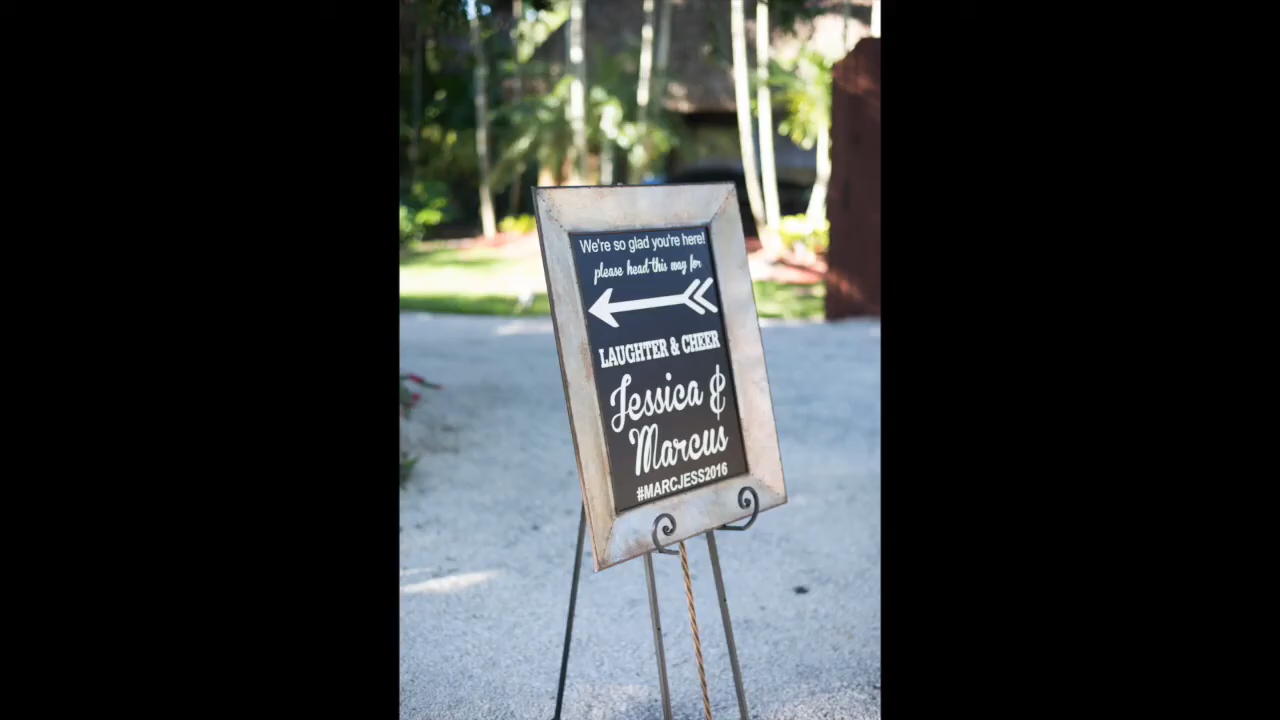 We're so glad you're here!
please head this way for
LAUGHTER & CHEER
Jessica &
Marcus
#MARCJESS2016